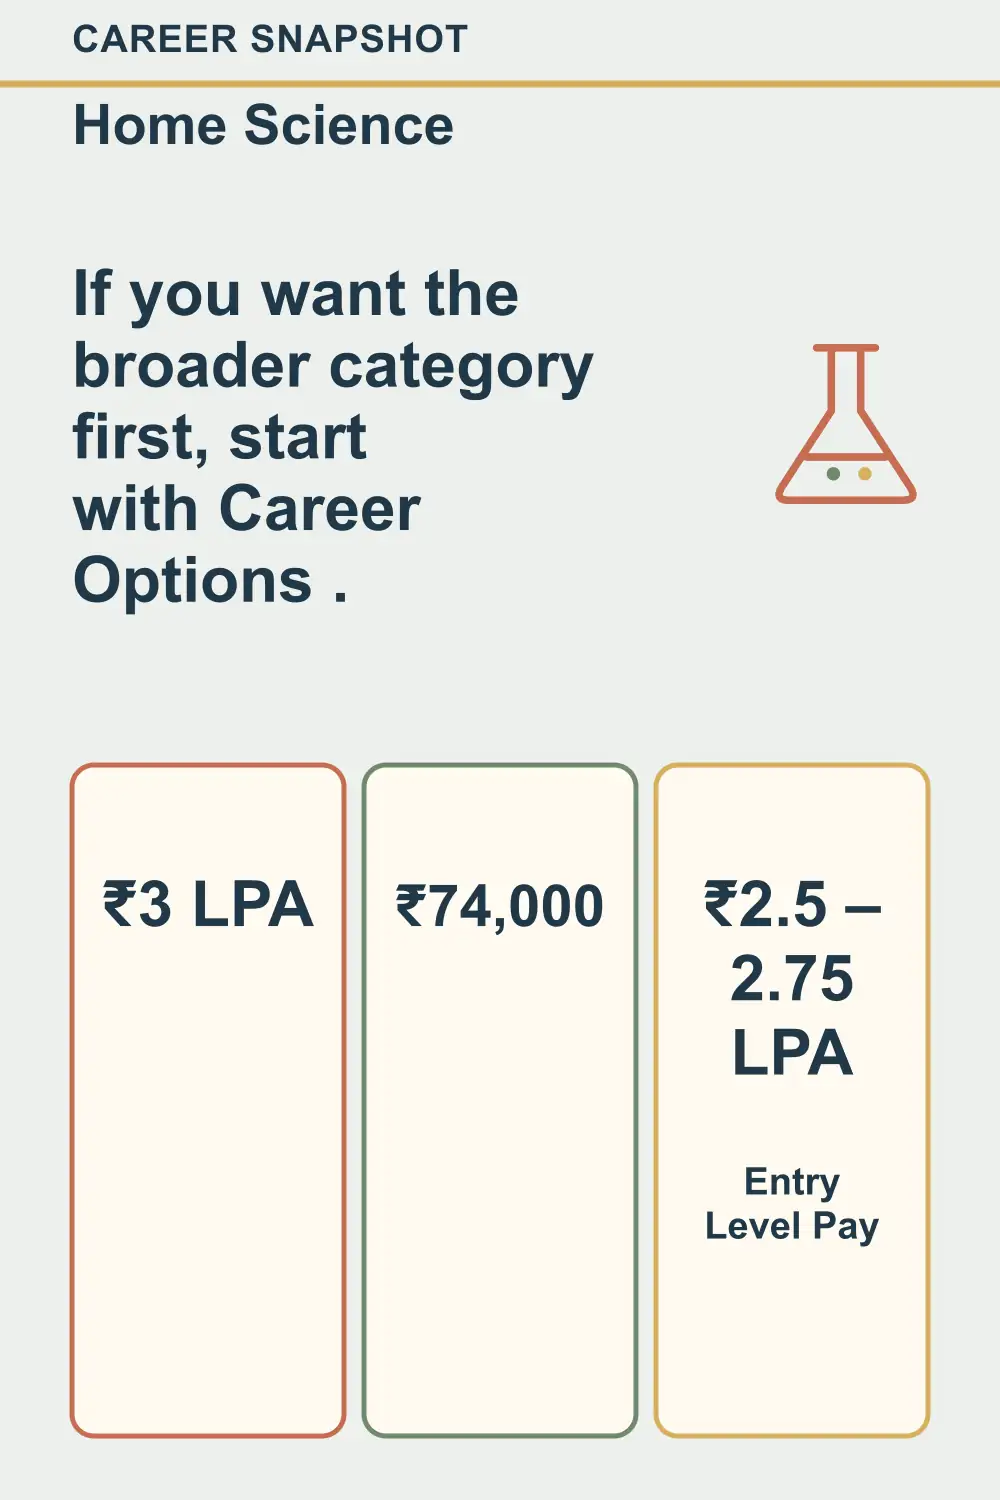 CAREER SNAPSHOT
Home Science
If you want the
broader category
first, start
with Career
Options .
₹3 LPA
₹74,000
₹2.5 –
2.75
LPA
Entry
Level Pay